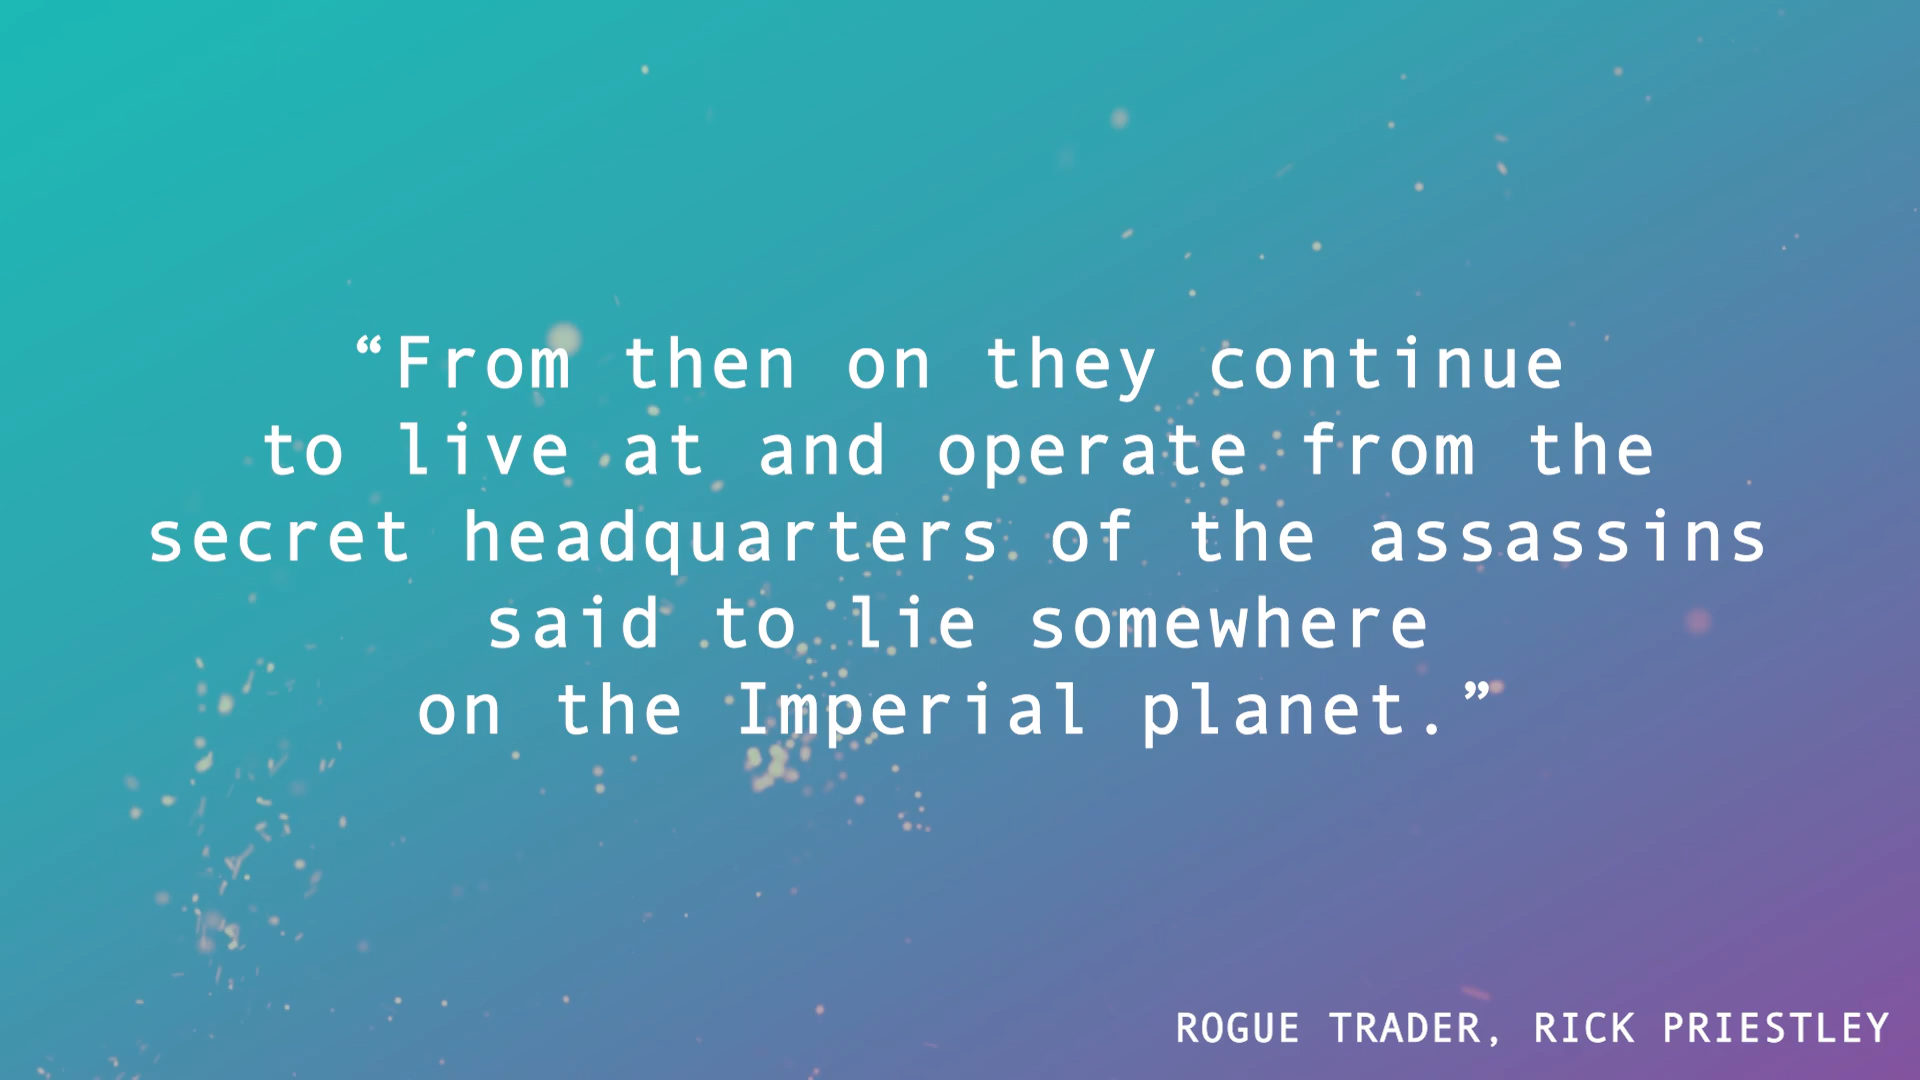 “From then on they continue
to live at and operate from the
secret headquarters of the assassins
said to lie somewhere
on the Imperial planet.”
ROGUE TRADER, RICK PRIESTLEY